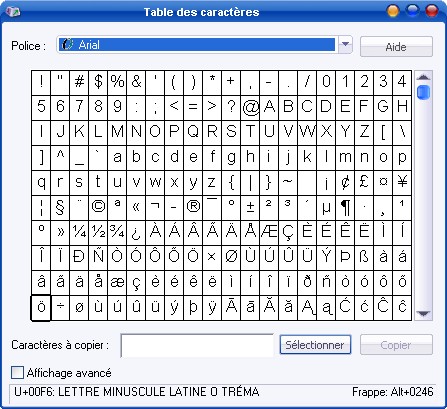 Table des caractères
Police : Arial Aide
! " # $ % & ' ( ) * + , - . / 0 1 2 3 4
5 6 7 8 9 : ; < = > ? @ A B C D E F G H
I J K L M N O P Q R S T U V W X Y Z [ \
] ^ _ ` a b c d e f g h i j k l m n o p
q r s t u v w x y z { | } ~ ¡ ¢ £ ¤ ¥
¦ § ¨ © ª « ¬ - ® ¯ ° ± ² ³ ´ µ ¶ · ¸ ¹
º » ¼ ½ ¾ ¿ À Á Â Ã Ä Å Æ Ç È É Ê Ë Ì Í
Î Ï Ð Ñ Ò Ó Ô Õ Ö × Ø Ù Ú Û Ü Ý Þ ß à á
â ã ä å æ ç è é ê ë ì í î ï ð ñ ò ó ô õ
ö ÷ ø ù ú û ü ý þ ÿ Ā ā Ă ă Ą ą Ć ć Ĉ ĉ
Caractères à copier : Sélectionner Copier
Affichage avancé
U+00F6: LETTRE MINUSCULE LATINE O TRÉMA Frappe: Alt+0246